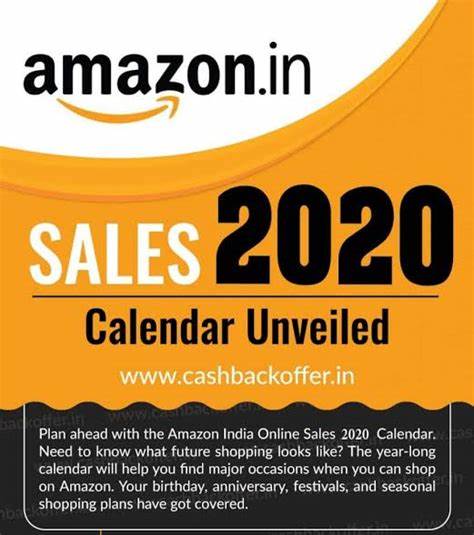 amazon.in
SALES 2020
Calendar Unveiled
www.cashbackoffer.in
Plan ahead with the Amazon India Online Sales 2020 Calendar.
Need to know what future shopping looks like? The year-long
calendar will help you find major occasions when you can shop
on Amazon. Your birthday, anniversary, festivals, and seasonal
shopping plans have got covered.